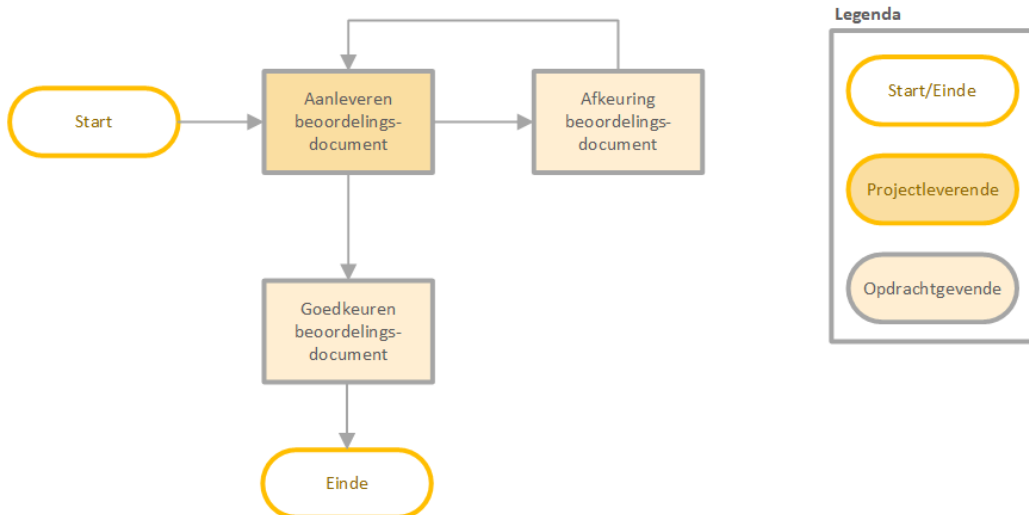 Legenda
Start
Aanleveren
beoordelings-
document
Afkeuring
beoordelings-
document
Goedkeuren
beoordelings-
document
Einde
Start/Einde
Projectleverende
Opdrachtgevende